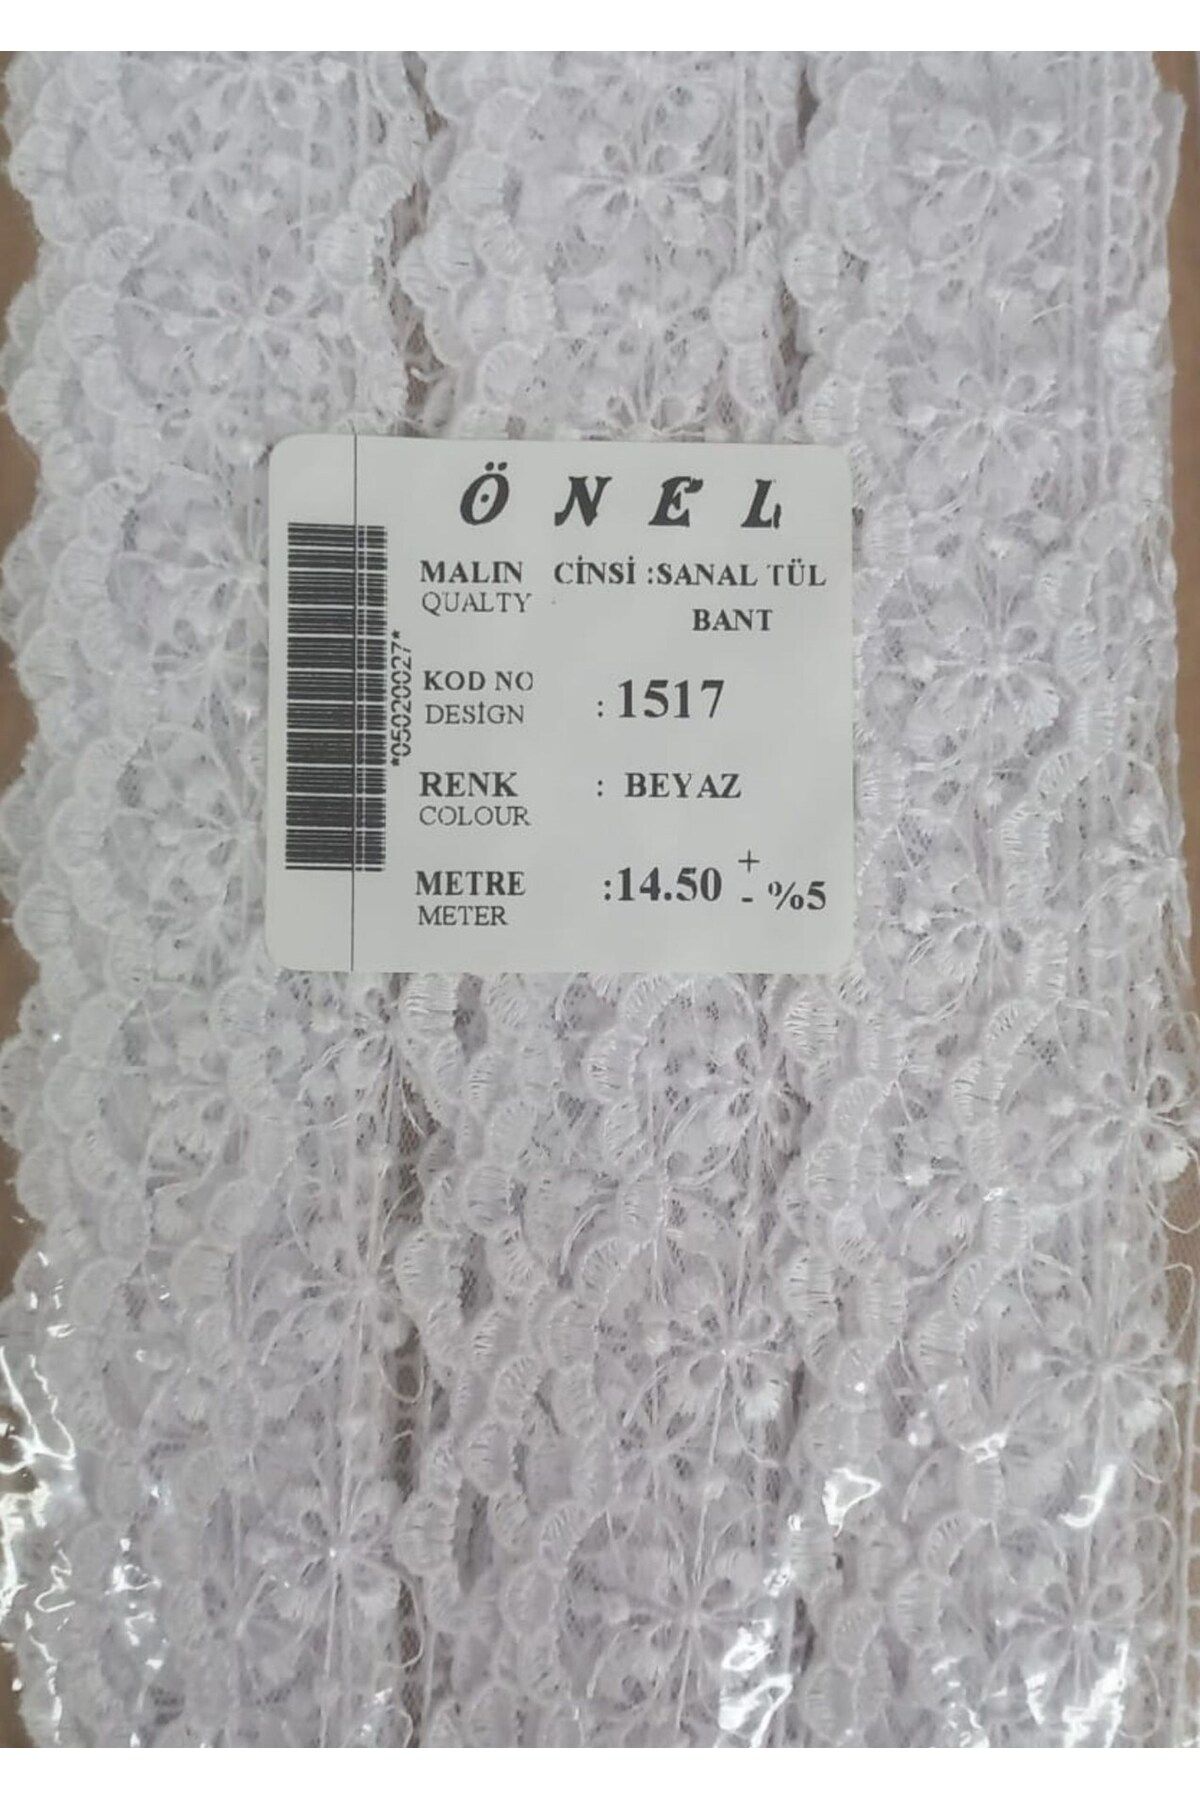 ÖNEL
MALIN CİNSİ :SANAL TÜL
QUALTY BANT
KOD NO
DESİGN : 1517
RENK : BEYAZ
COLOUR
METRE :14.50 +
- %5
METER
*05020027*